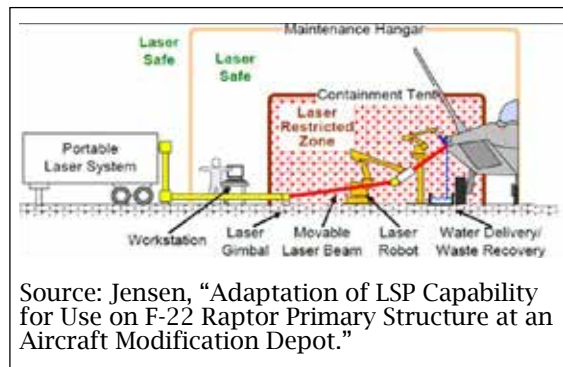 Maintenance Hangar
Laser
Safe
Laser
Safe
Containment Tent
Laser
Restricted
Zone
Portable
Laser System
Workstation
Laser
Gimbal
Movable
Laser Beam
Laser
Robot
Water Delivery/
Waste Recovery
Source: Jensen, “Adaptation of LSP Capability
for Use on F-22 Raptor Primary Structure at an
Aircraft Modification Depot.”